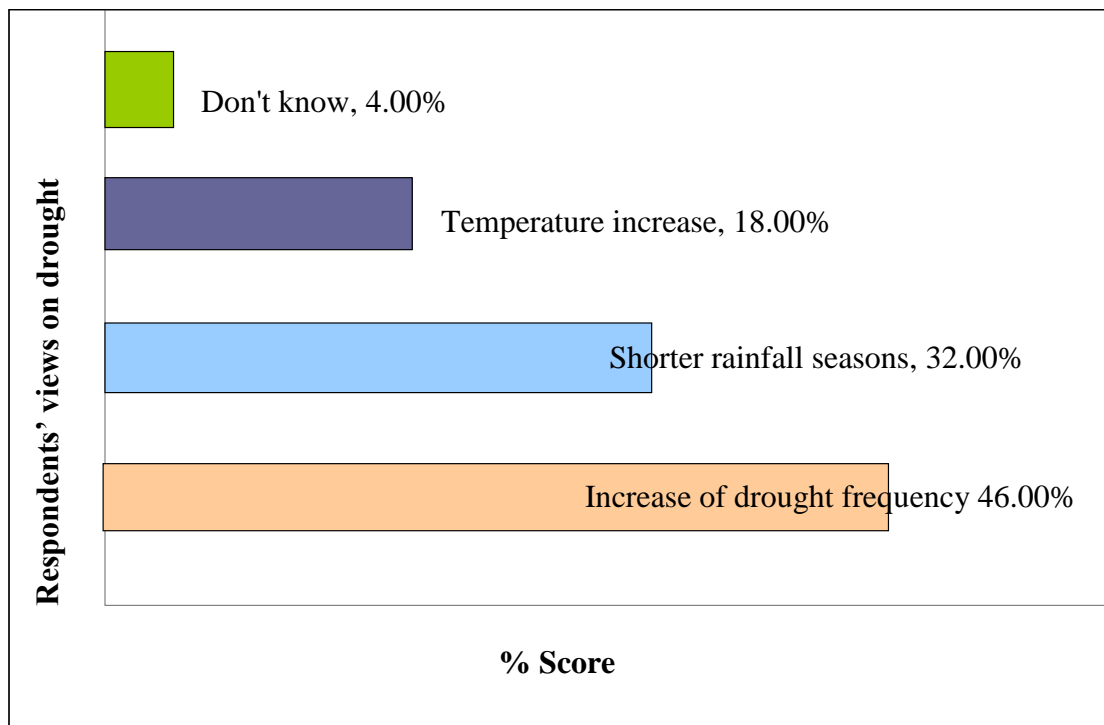 Respondents' views on drought
Don't know, 4.00%
Temperature increase, 18.00%
Shorter rainfall seasons, 32.00%
Increase of drought frequency 46.00%
% Score